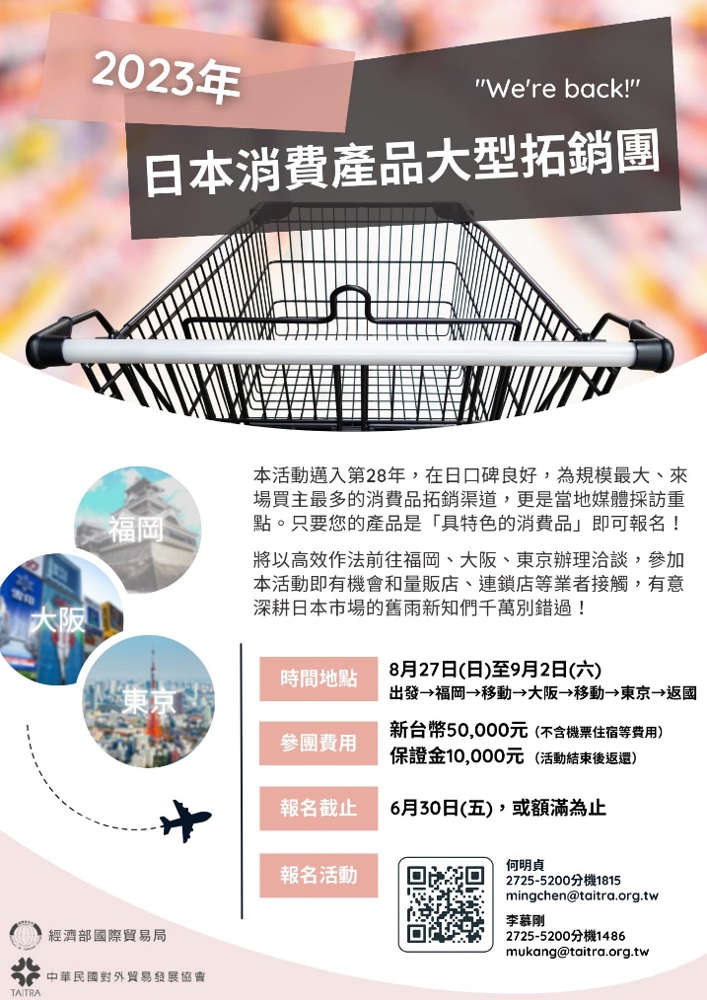 2023年
"We're back!"
日本消費產品大型拓銷團
本活動邁入第28年，在日口碑良好，為規模最大、來
場買主最多的消費品拓銷渠道，更是當地媒體採訪重
點。只要您的產品是「具特色的消費品」即可報名！
將以高效作法前往福岡、大阪、東京辦理洽談，參加
本活動即有機會和量販店、連鎖店等業者接觸，有意
深耕日本市場的舊雨新知們千萬別錯過！
福岡
大阪
東京
時間地點
8月27日(日)至9月2日(六)
出發→福岡→移動→大阪→移動→東京→返國
參團費用
新台幣50,000元（不含機票住宿等費用）
保證金10,000元 （活動結束後返還）
報名截止
6月30日(五)，或額滿為止
報名活動
何明貞
2725-5200分機1815
mingchen@taitra.org.tw
李慕剛
2725-5200分機1486
mukang@taitra.org.tw
經濟部國際貿易局
中華民國對外貿易發展協會
TAITRA